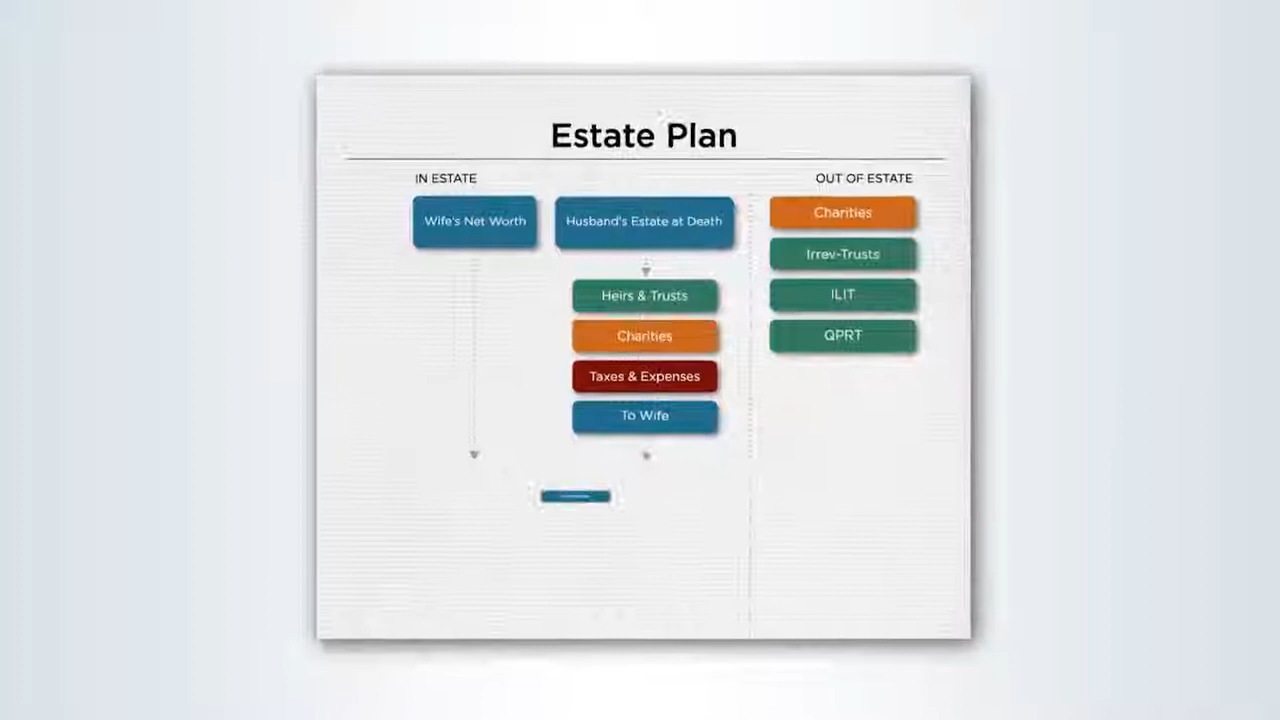 Estate Plan
IN ESTATE
OUT OF ESTATE
Wife's Net Worth
Husband's Estate at Death
Heirs & Trusts
Charities
Taxes & Expenses
To Wife
Charities
Irrev-Trusts
ILIT
QPRT